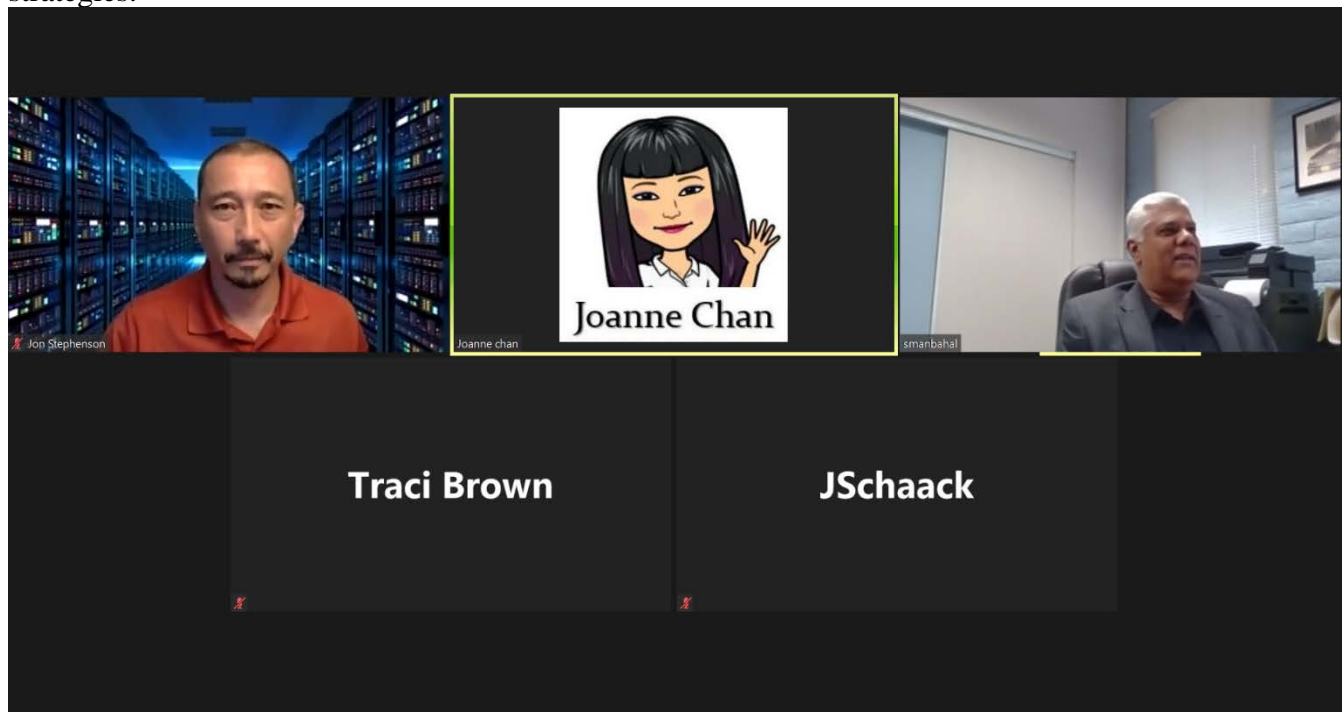 strategies.
Joanne Chan
Jon Stephenson
Joanne chan
smanbahal
Traci Brown
JSchaack